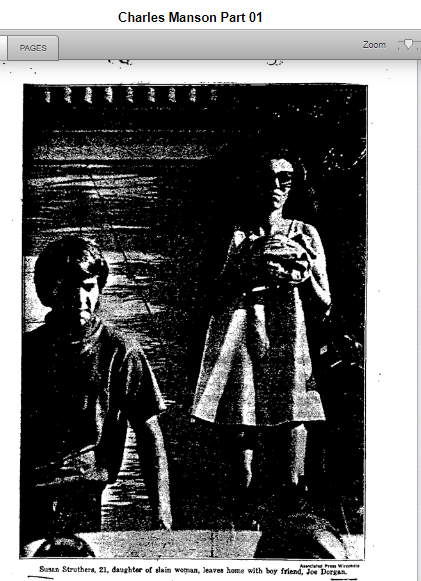 Charles Manson Part 01
PAGES
Zoom
Associated Press Wirephoto
Susan Struthers, 21, daughter of slain woman, leaves home with boy friend, Joe Dorgan.